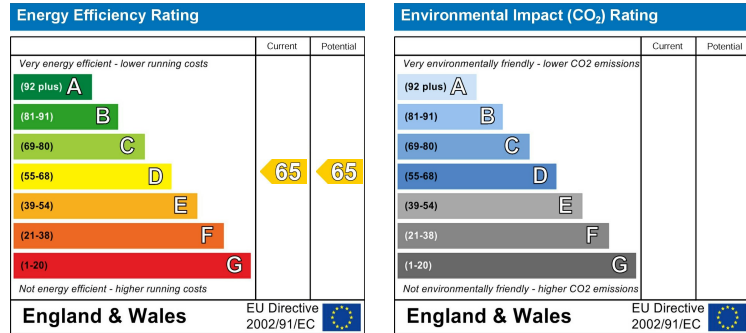 Energy Efficiency Rating
Current Potential
Very energy efficient - lower running costs
(92 plus) A
(81-91) B
(69-80) C
(55-68) D 65 65
(39-54) E
(21-38) F
(1-20) G
Not energy efficient - higher running costs
England & Wales
EU Directive
2002/91/EC
Environmental Impact (CO₂) Rating
Current Potential
Very environmentally friendly - lower CO2 emissions
(92 plus) A
(81-91) B
(69-80) C
(55-68) D
(39-54) E
(21-38) F
(1-20) G
Not environmentally friendly - higher CO2 emissions
England & Wales
EU Directive
2002/91/EC